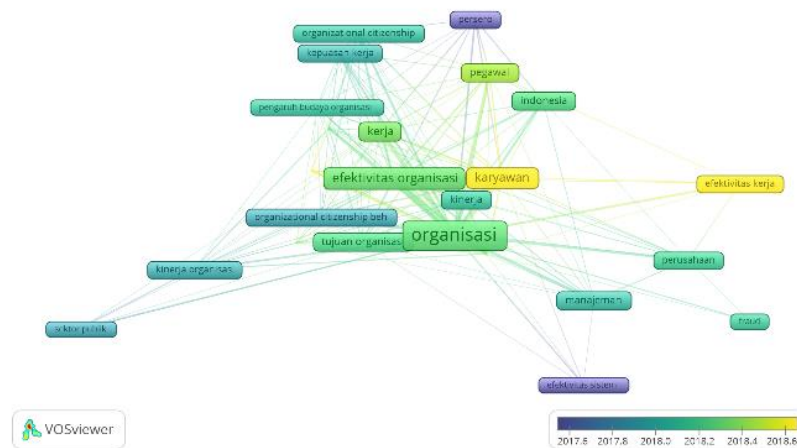 persero
organizational citizenship
kepuasan kerja
pegawai
indonesia
pengaruh budaya organisasi
kerja
efektivitas organisasi
karyawan
efektivitas kerja
kinerja
organizational citizenship beh
organisasi
tujuan organisasi
perusahaan
kinerja organisas
manajeman
fraud
sektor publik
efektivitas sistem
VOSviewer
2017.6 2017.8 2018.0 2018.2 2018.4 2018.6